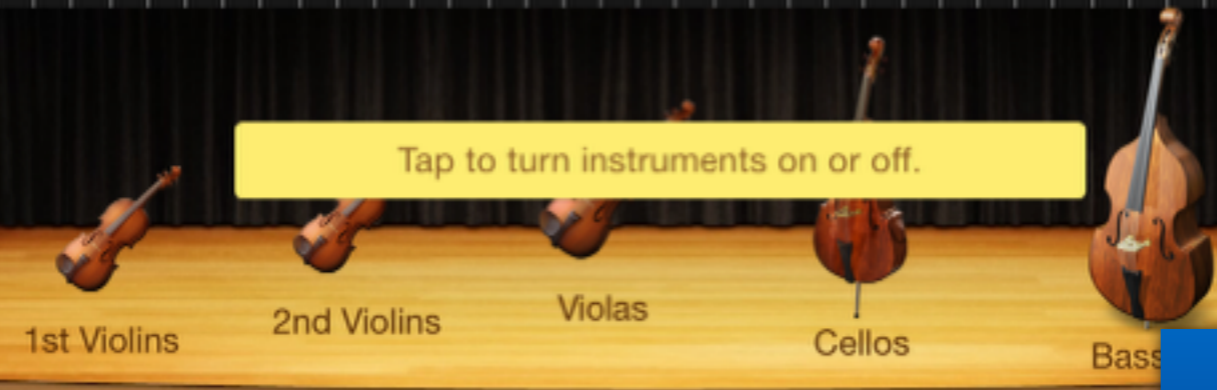 Tap to turn instruments on or off.
1st Violins
2nd Violins
Violas
Cellos
Bass